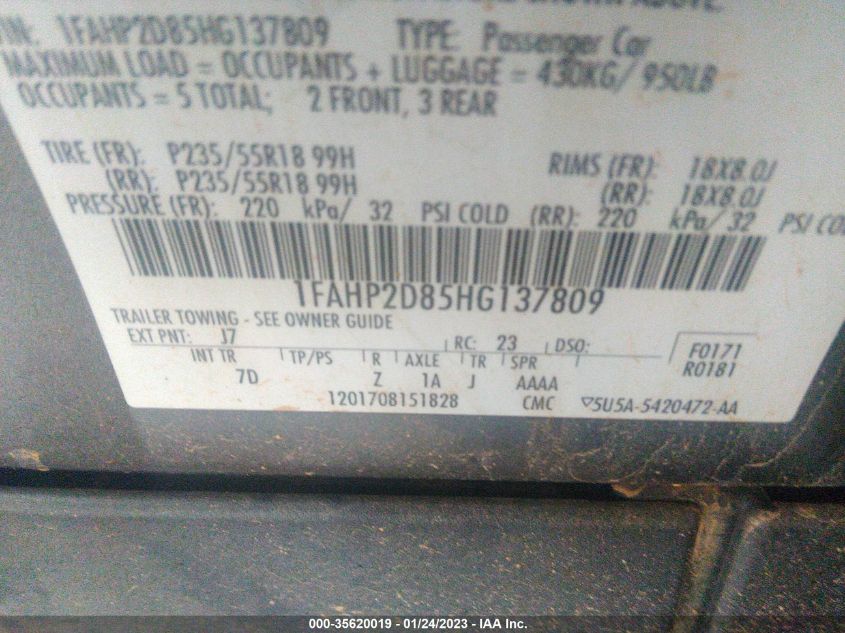 VIN: 1FAHP2D85HG137809 TYPE: Passenger Car
MAXIMUM LOAD = OCCUPANTS + LUGGAGE = 430KG/ 950LB
OCCUPANTS = 5 TOTAL; 2 FRONT, 3 REAR
TIRE (FR): P235/55R18 99H RIMS (FR): 18X8.0J
(RR): P235/55R18 99H (RR): 18X8.0J
PRESSURE (FR): 220 kPa/ 32 PSI COLD (RR): 220 kPa/ 32 PSI COL
1FAHP2D85HG137809
TRAILER TOWING - SEE OWNER GUIDE
EXT PNT: J7 RC: 23 DSO: F0171
INT TR TP/PS R AXLE TR SPR R0181
7D Z 1A J AAAA
1201708151828 CMC ▽5U5A-5420472-AA
000-35620019 - 01/24/2023 - IAA Inc.